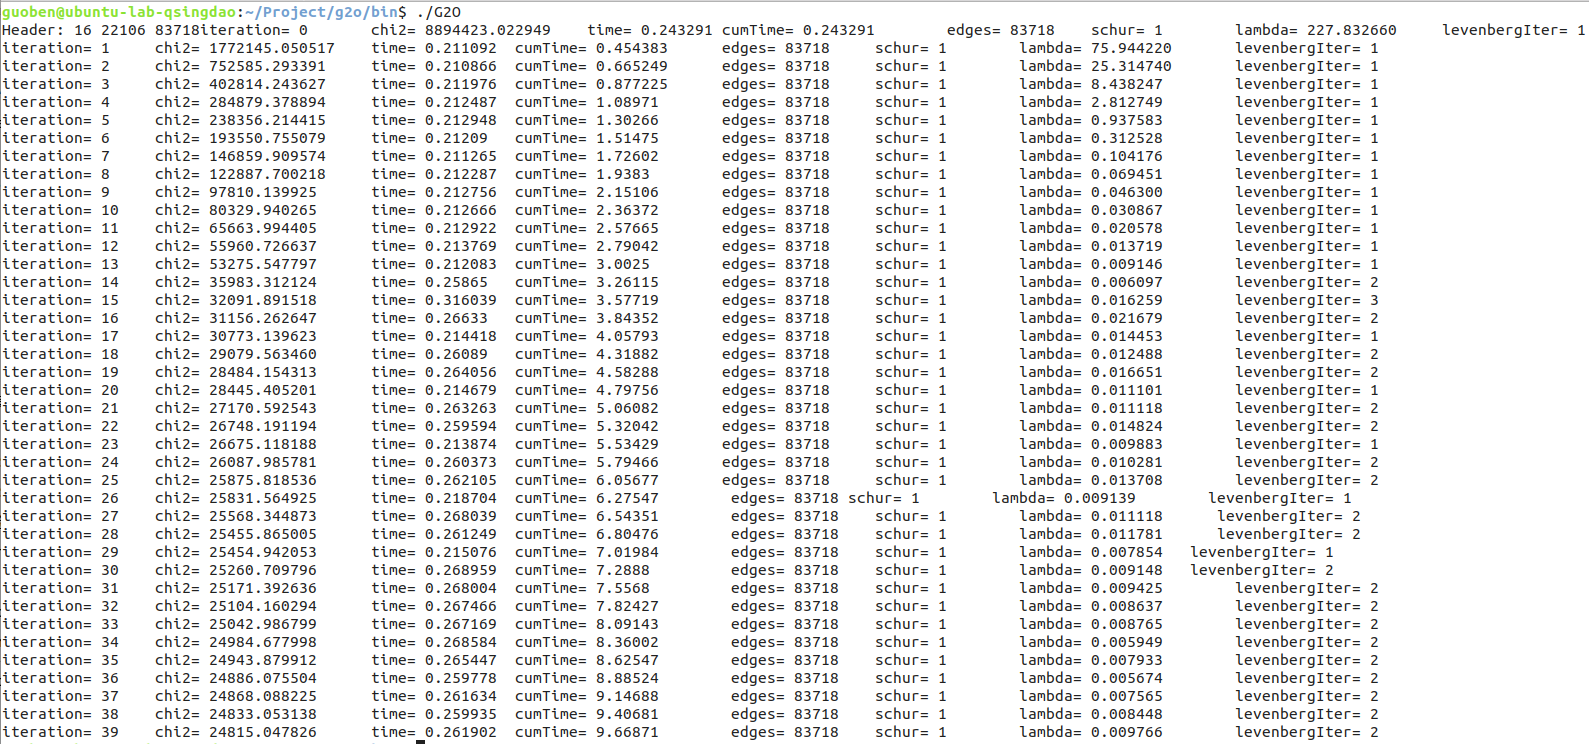 guoben@ubuntu-lab-qsingdao:~/Project/g2o/bin$ ./G2O
Header: 16 22106 83718iteration= 0 chi2= 8894423.022949 time= 0.243291 cumTime= 0.243291 edges= 83718 schur= 1 lambda= 227.832660 levenbergIter= 1
iteration= 1 chi2= 1772145.050517 time= 0.211092 cumTime= 0.454383 edges= 83718 schur= 1 lambda= 75.944220 levenbergIter= 1
iteration= 2 chi2= 752585.293391 time= 0.210866 cumTime= 0.665249 edges= 83718 schur= 1 lambda= 25.314740 levenbergIter= 1
iteration= 3 chi2= 402814.243627 time= 0.211976 cumTime= 0.877225 edges= 83718 schur= 1 lambda= 8.438247 levenbergIter= 1
iteration= 4 chi2= 284879.378894 time= 0.212487 cumTime= 1.08971 edges= 83718 schur= 1 lambda= 2.812749 levenbergIter= 1
iteration= 5 chi2= 238356.214415 time= 0.212948 cumTime= 1.30266 edges= 83718 schur= 1 lambda= 0.937583 levenbergIter= 1
iteration= 6 chi2= 193550.755079 time= 0.21209 cumTime= 1.51475 edges= 83718 schur= 1 lambda= 0.312528 levenbergIter= 1
iteration= 7 chi2= 146859.909574 time= 0.211265 cumTime= 1.72602 edges= 83718 schur= 1 lambda= 0.104176 levenbergIter= 1
iteration= 8 chi2= 122887.700218 time= 0.212287 cumTime= 1.9383 edges= 83718 schur= 1 lambda= 0.069451 levenbergIter= 1
iteration= 9 chi2= 97810.139925 time= 0.212756 cumTime= 2.15106 edges= 83718 schur= 1 lambda= 0.046300 levenbergIter= 1
iteration= 10 chi2= 80329.940265 time= 0.212666 cumTime= 2.36372 edges= 83718 schur= 1 lambda= 0.030867 levenbergIter= 1
iteration= 11 chi2= 65663.994405 time= 0.212922 cumTime= 2.57665 edges= 83718 schur= 1 lambda= 0.020578 levenbergIter= 1
iteration= 12 chi2= 55960.726637 time= 0.213769 cumTime= 2.79042 edges= 83718 schur= 1 lambda= 0.013719 levenbergIter= 1
iteration= 13 chi2= 53275.547797 time= 0.212083 cumTime= 3.0025 edges= 83718 schur= 1 lambda= 0.009146 levenbergIter= 1
iteration= 14 chi2= 35983.312124 time= 0.25865 cumTime= 3.26115 edges= 83718 schur= 1 lambda= 0.006097 levenbergIter= 2
iteration= 15 chi2= 32091.891518 time= 0.316039 cumTime= 3.57719 edges= 83718 schur= 1 lambda= 0.016259 levenbergIter= 3
iteration= 16 chi2= 31156.262647 time= 0.26633 cumTime= 3.84352 edges= 83718 schur= 1 lambda= 0.021679 levenbergIter= 2
iteration= 17 chi2= 30773.139623 time= 0.214418 cumTime= 4.05793 edges= 83718 schur= 1 lambda= 0.014453 levenbergIter= 1
iteration= 18 chi2= 29079.563460 time= 0.26089 cumTime= 4.31882 edges= 83718 schur= 1 lambda= 0.012488 levenbergIter= 2
iteration= 19 chi2= 28484.154313 time= 0.264056 cumTime= 4.58288 edges= 83718 schur= 1 lambda= 0.016651 levenbergIter= 2
iteration= 20 chi2= 28445.405201 time= 0.214679 cumTime= 4.79756 edges= 83718 schur= 1 lambda= 0.011101 levenbergIter= 1
iteration= 21 chi2= 27170.592543 time= 0.263263 cumTime= 5.06082 edges= 83718 schur= 1 lambda= 0.011118 levenbergIter= 2
iteration= 22 chi2= 26748.191194 time= 0.259594 cumTime= 5.32042 edges= 83718 schur= 1 lambda= 0.014824 levenbergIter= 2
iteration= 23 chi2= 26675.118188 time= 0.213874 cumTime= 5.53429 edges= 83718 schur= 1 lambda= 0.009883 levenbergIter= 1
iteration= 24 chi2= 26087.985781 time= 0.260373 cumTime= 5.79466 edges= 83718 schur= 1 lambda= 0.010281 levenbergIter= 2
iteration= 25 chi2= 25875.818536 time= 0.262105 cumTime= 6.05677 edges= 83718 schur= 1 lambda= 0.013708 levenbergIter= 2
iteration= 26 chi2= 25831.564925 time= 0.218704 cumTime= 6.27547 edges= 83718 schur= 1 lambda= 0.009139 levenbergIter= 1
iteration= 27 chi2= 25568.344873 time= 0.268039 cumTime= 6.54351 edges= 83718 schur= 1 lambda= 0.011118 levenbergIter= 2
iteration= 28 chi2= 25455.865005 time= 0.261249 cumTime= 6.80476 edges= 83718 schur= 1 lambda= 0.011781 levenbergIter= 2
iteration= 29 chi2= 25454.942053 time= 0.215076 cumTime= 7.01984 edges= 83718 schur= 1 lambda= 0.007854 levenbergIter= 1
iteration= 30 chi2= 25260.709796 time= 0.268959 cumTime= 7.2888 edges= 83718 schur= 1 lambda= 0.009148 levenbergIter= 2
iteration= 31 chi2= 25171.392636 time= 0.268004 cumTime= 7.5568 edges= 83718 schur= 1 lambda= 0.009425 levenbergIter= 2
iteration= 32 chi2= 25104.160294 time= 0.267466 cumTime= 7.82427 edges= 83718 schur= 1 lambda= 0.008637 levenbergIter= 2
iteration= 33 chi2= 25042.986799 time= 0.267169 cumTime= 8.09143 edges= 83718 schur= 1 lambda= 0.008765 levenbergIter= 2
iteration= 34 chi2= 24984.677998 time= 0.268584 cumTime= 8.36002 edges= 83718 schur= 1 lambda= 0.005949 levenbergIter= 2
iteration= 35 chi2= 24943.879912 time= 0.265447 cumTime= 8.62547 edges= 83718 schur= 1 lambda= 0.007933 levenbergIter= 2
iteration= 36 chi2= 24886.075504 time= 0.259778 cumTime= 8.88524 edges= 83718 schur= 1 lambda= 0.005674 levenbergIter= 2
iteration= 37 chi2= 24868.088225 time= 0.261634 cumTime= 9.14688 edges= 83718 schur= 1 lambda= 0.007565 levenbergIter= 2
iteration= 38 chi2= 24833.053138 time= 0.259935 cumTime= 9.40681 edges= 83718 schur= 1 lambda= 0.008448 levenbergIter= 2
iteration= 39 chi2= 24815.047826 time= 0.261902 cumTime= 9.66871 edges= 83718 schur= 1 lambda= 0.009766 levenbergIter= 2